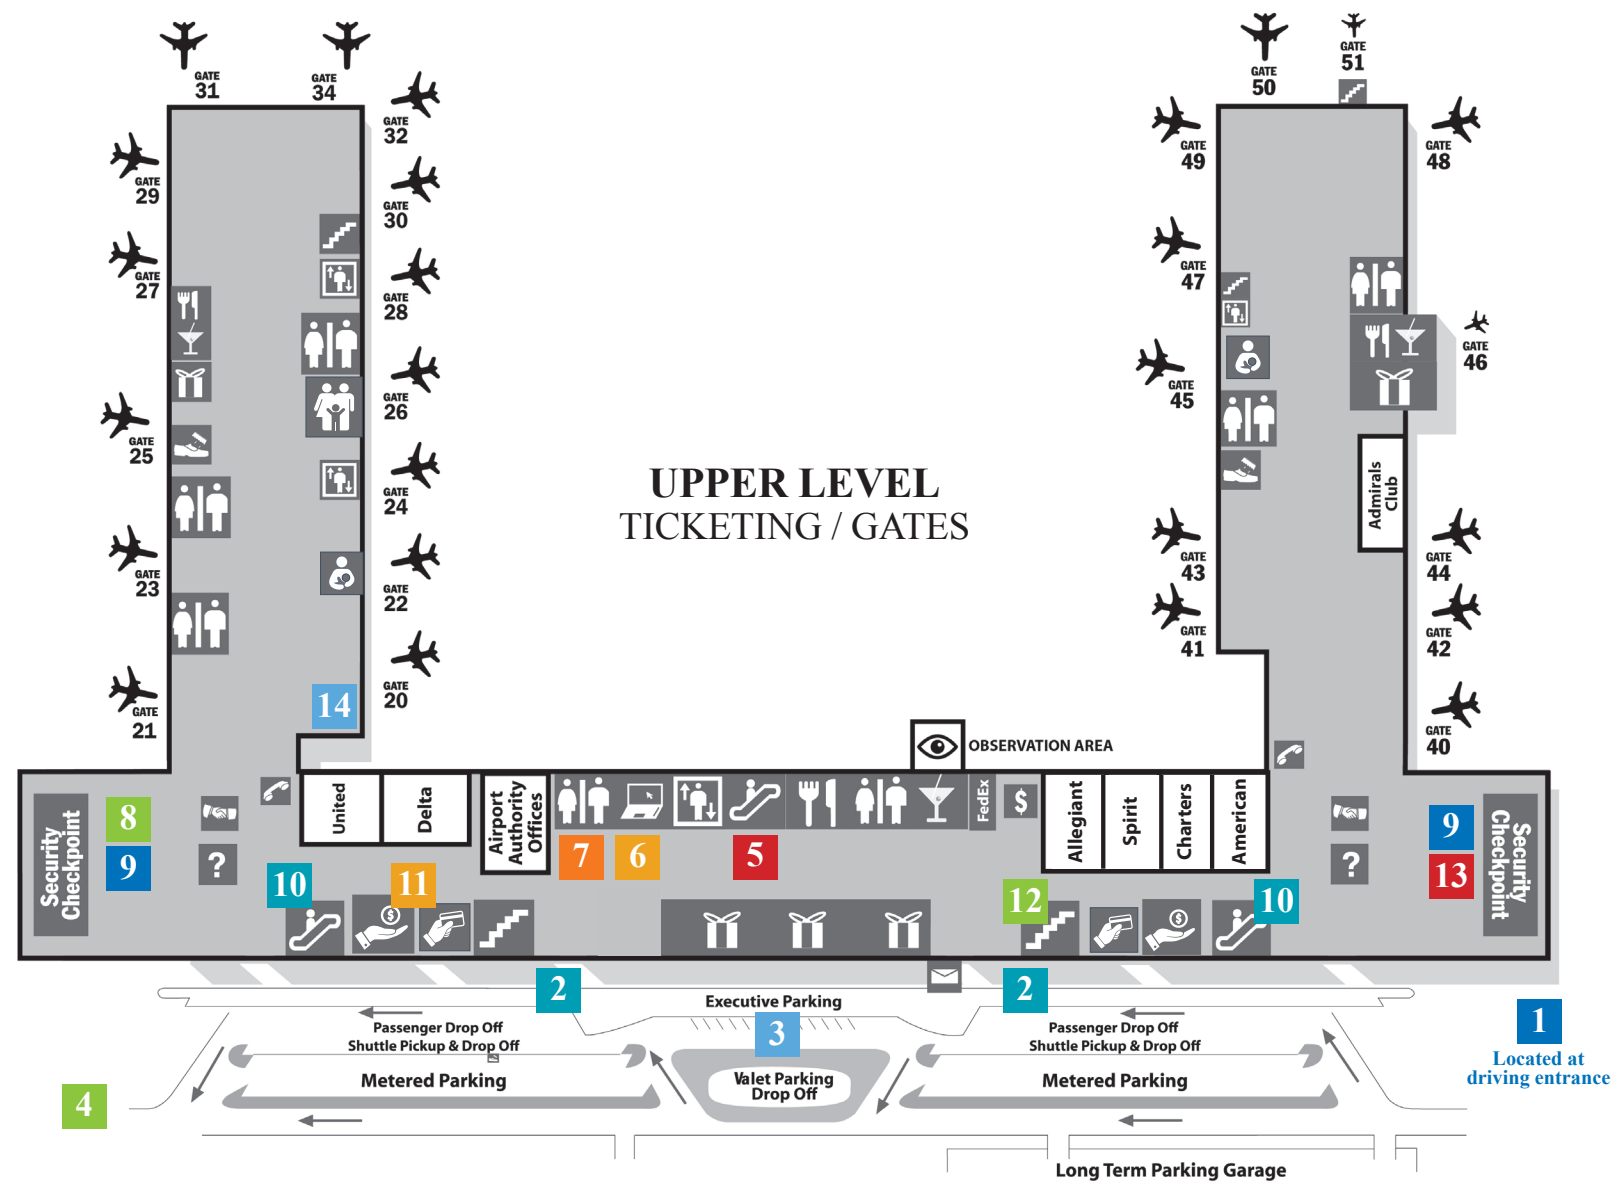 GATE
31
GATE
34
GATE
32
GATE
29
GATE
30
GATE
27
GATE
28
GATE
26
GATE
25
GATE
24
GATE
23
GATE
22
GATE
21
GATE
20
14
GATE
50
GATE
51
GATE
49
GATE
48
GATE
47
GATE
46
GATE
45
Admirals
Club
GATE
43
GATE
44
GATE
41
GATE
42
GATE
40
UPPER LEVEL
TICKETING / GATES
OBSERVATION AREA
Security
Checkpoint
8
9
?
United
Delta
Airport
Authority
Offices
FedEx
$
Allegiant
Spirit
Charters
American
?
9
13
Security
Checkpoint
10
11
7
6
5
12
10
$
$
2
2
Executive Parking
3
Passenger Drop Off
Shuttle Pickup & Drop Off
Metered Parking
Valet Parking
Drop Off
Passenger Drop Off
Shuttle Pickup & Drop Off
Metered Parking
1
Located at
driving entrance
4
Long Term Parking Garage